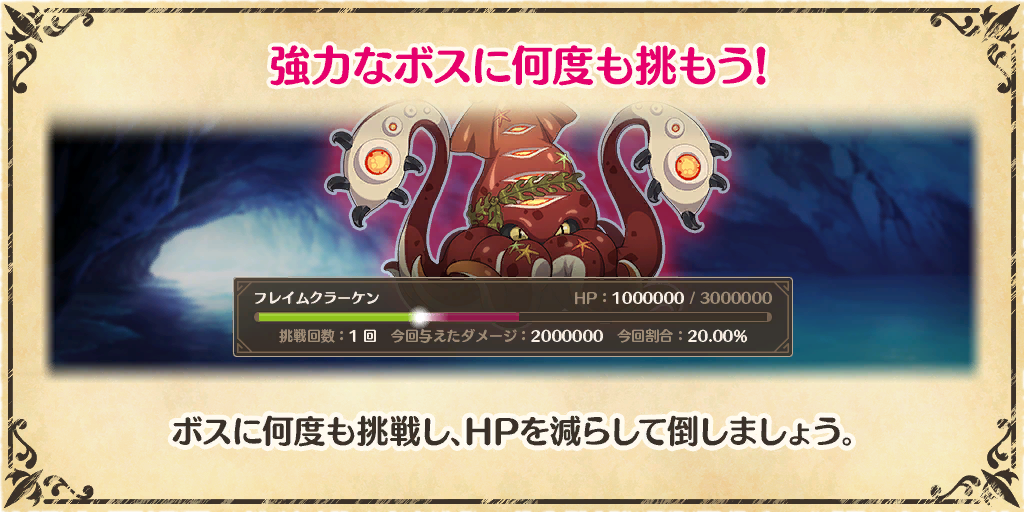 強力なボスに何度も挑もう!
フレイムクラーケン HP：1000000 / 3000000
挑戦回数：1 回 今回与えたダメージ：2000000 今回割合：20.00%
ボスに何度も挑戦し、HPを減らして倒しましょう。